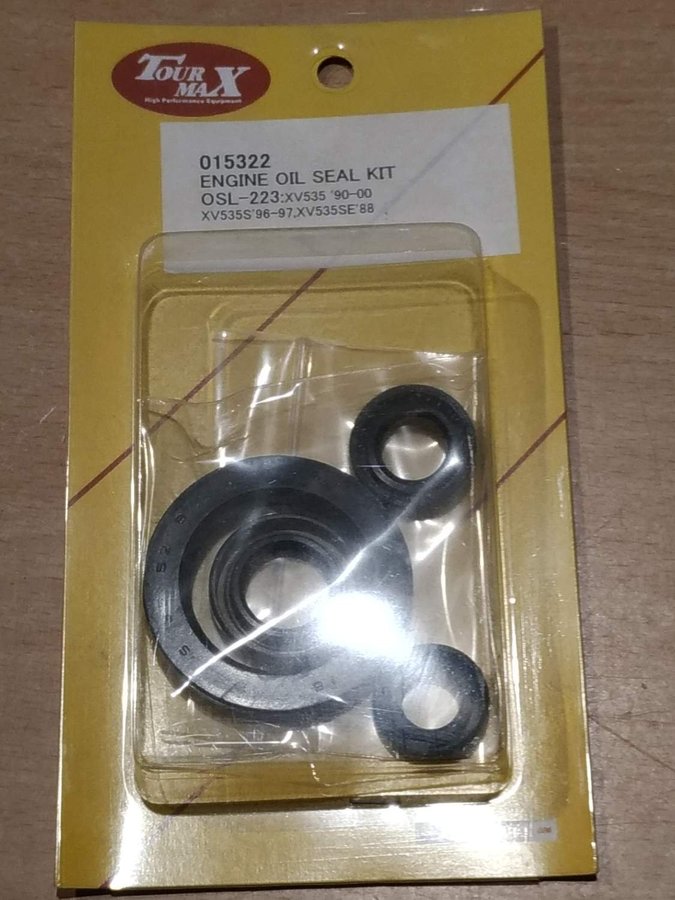 TOUR
MAX
High Performance Equipment
015322
ENGINE OIL SEAL KIT
OSL-223:XV535 '90-00
XV535S'96-97,XV535SE'88